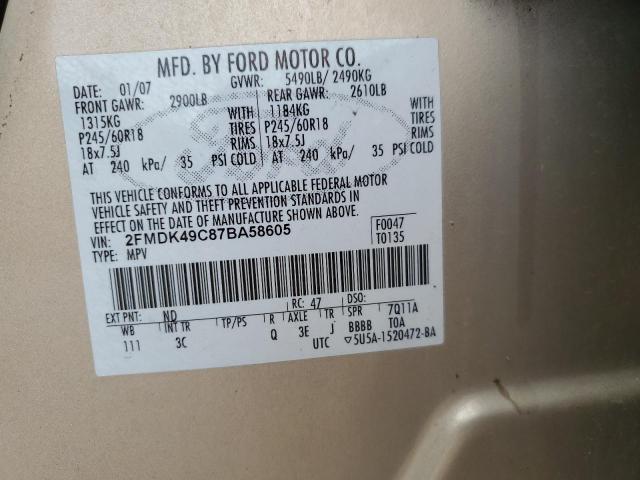 MFD. BY FORD MOTOR CO.
DATE: 01/07 GVWR: 5490LB/ 2490KG
FRONT GAWR: 2900LB REAR GAWR: 2610LB
1315KG WITH 1184KG WITH
P245/60R18 TIRES P245/60R18 TIRES
18x7.5J RIMS 18x7.5J RIMS
AT 240 kPa/ 35 PSI COLD AT 240 kPa/ 35 PSI COLD
THIS VEHICLE CONFORMS TO ALL APPLICABLE FEDERAL MOTOR
VEHICLE SAFETY AND THEFT PREVENTION STANDARDS IN
EFFECT ON THE DATE OF MANUFACTURE SHOWN ABOVE.
VIN: 2FMDK49C87BA58605 F0047
TYPE: MPV T0135
EXT PNT: ND RC: 47 DSO:
WB INT TR TP/PS R AXLE TR SPR 7Q11A
111 3C Q 3E J BBBB TOA
UTC ▽5U5A-1520472-BA
Ford